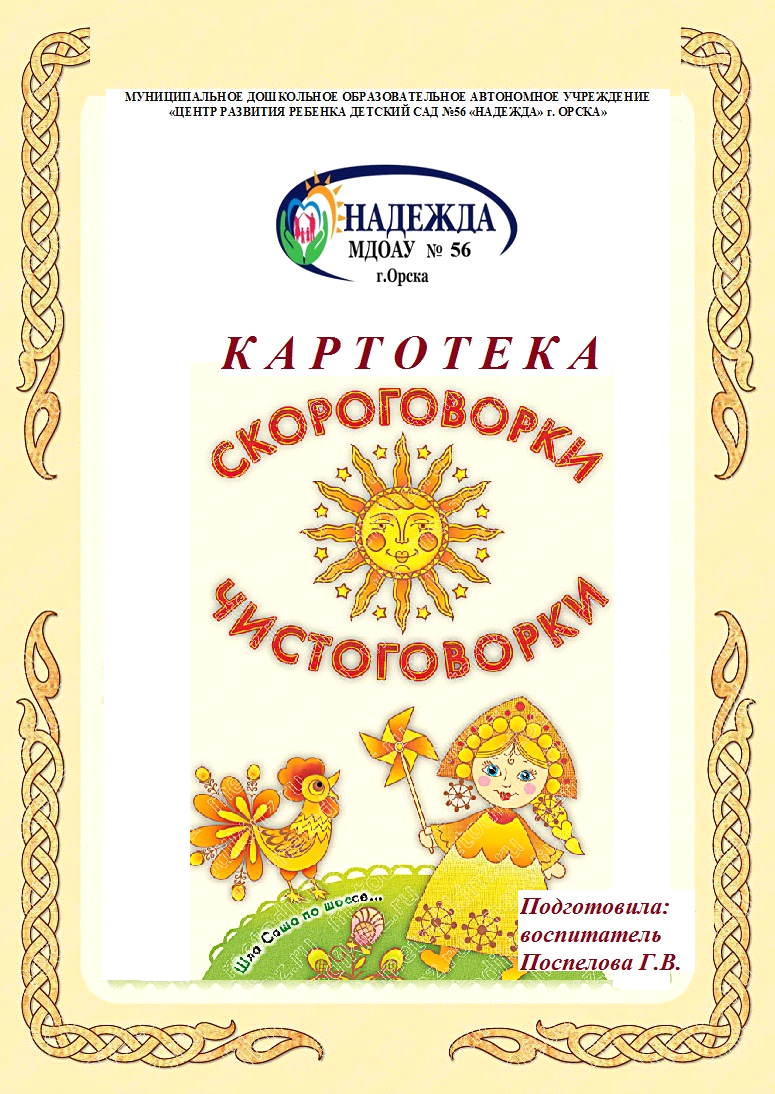 МУНИЦИПАЛЬНОЕ ДОШКОЛЬНОЕ ОБРАЗОВАТЕЛЬНОЕ АВТОНОМНОЕ УЧРЕЖДЕНИЕ
«ЦЕНТР РАЗВИТИЯ РЕБЕНКА ДЕТСКИЙ САД №56 «НАДЕЖДА» г. ОРСКА»
НАДЕЖДА
МДОАУ № 56
г.Орска
КАРТОТЕКА
СКОРОГОВОРКИ
ЧИСТОГОВОРКИ
Шла Саша по шоссе...
Подготовила:
воспитатель
Поспелова Г.В.